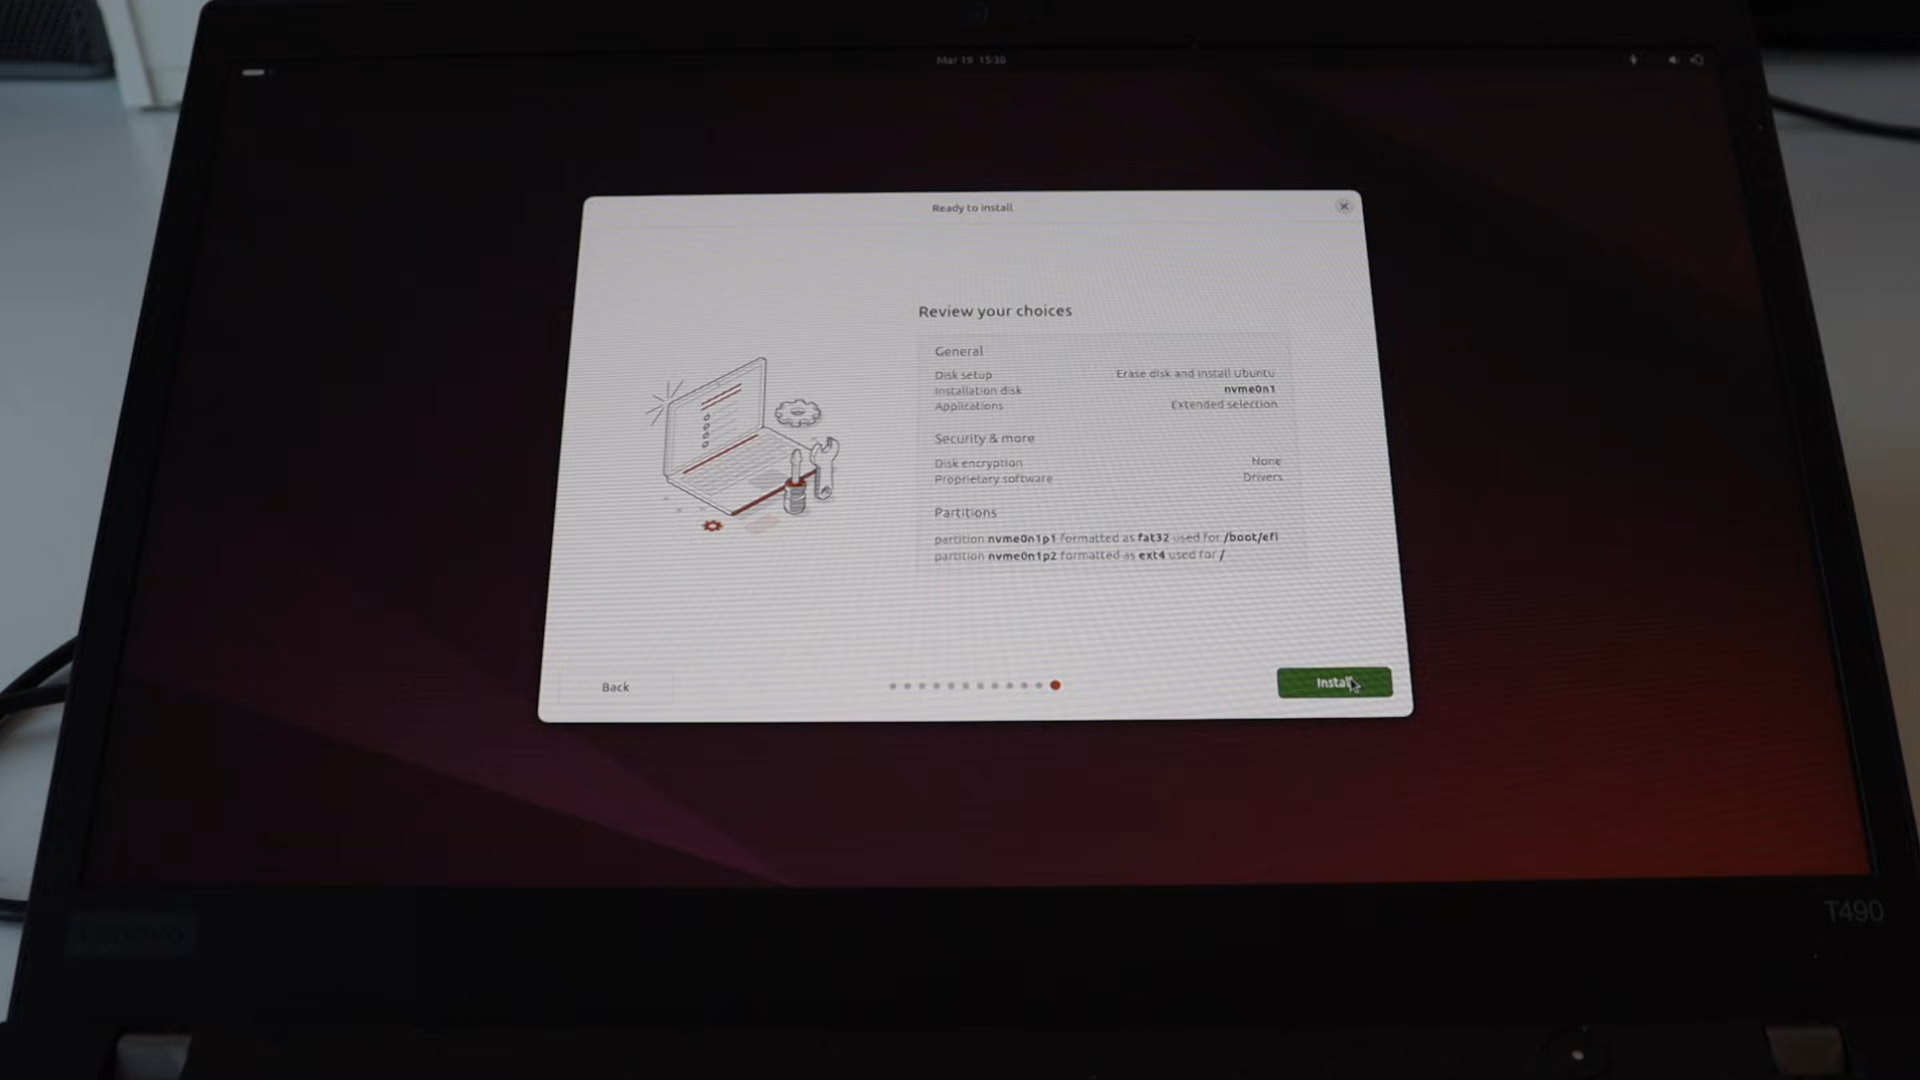 Mar 19 15:38
Ready to install
Review your choices
General
Disk setup Erase disk and install Ubuntu
Installation disk nvme0n1
Applications Extended selection
Security & more
Disk encryption None
Proprietary software Drivers
Partitions
partition nvme0n1p1 formatted as fat32 used for /boot/efi
partition nvme0n1p2 formatted as ext4 used for /
Back
Install
T490
Lenovo